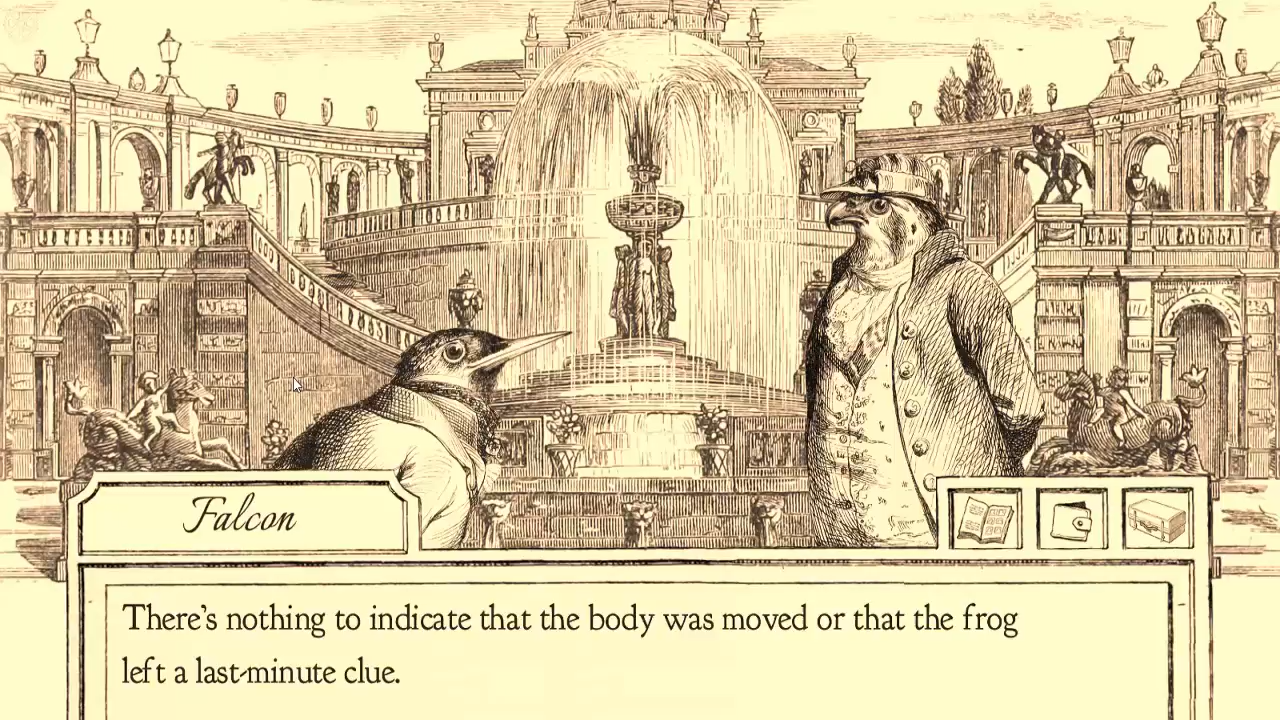 Falcon
There's nothing to indicate that the body was moved or that the frog
left a last-minute clue.